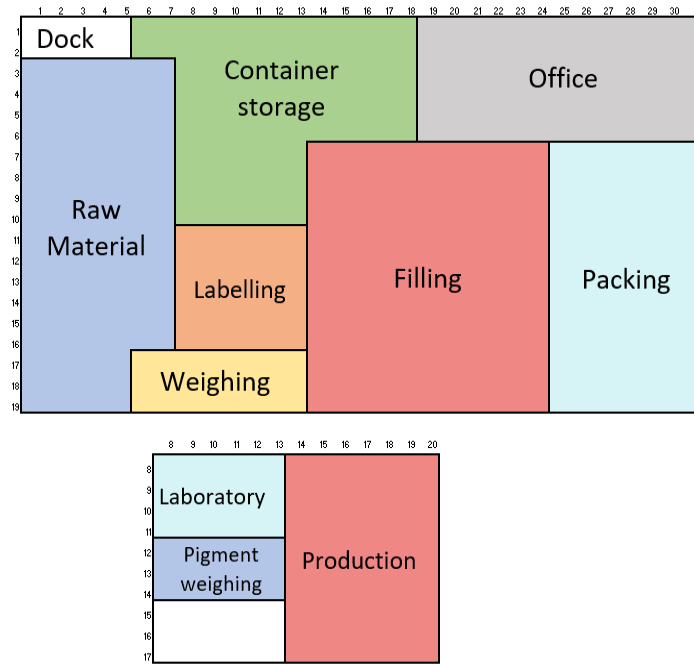 1 2 3 4 5 6 7 8 9 10 11 12 13 14 15 16 17 18 19 20 21 22 23 24 25 26 27 28 29 30
1
Dock
2
3
Container
Office
4
storage
5
6
7
8
9
Raw
10
11
Material
12
13
Labelling
Filling
Packing
14
15
16
17
Weighing
18
19
8 9 10 11 12 13 14 15 16 17 18 19 20
8
9
Laboratory
10
11
12
Pigment
Production
13
weighing
14
15
16
17